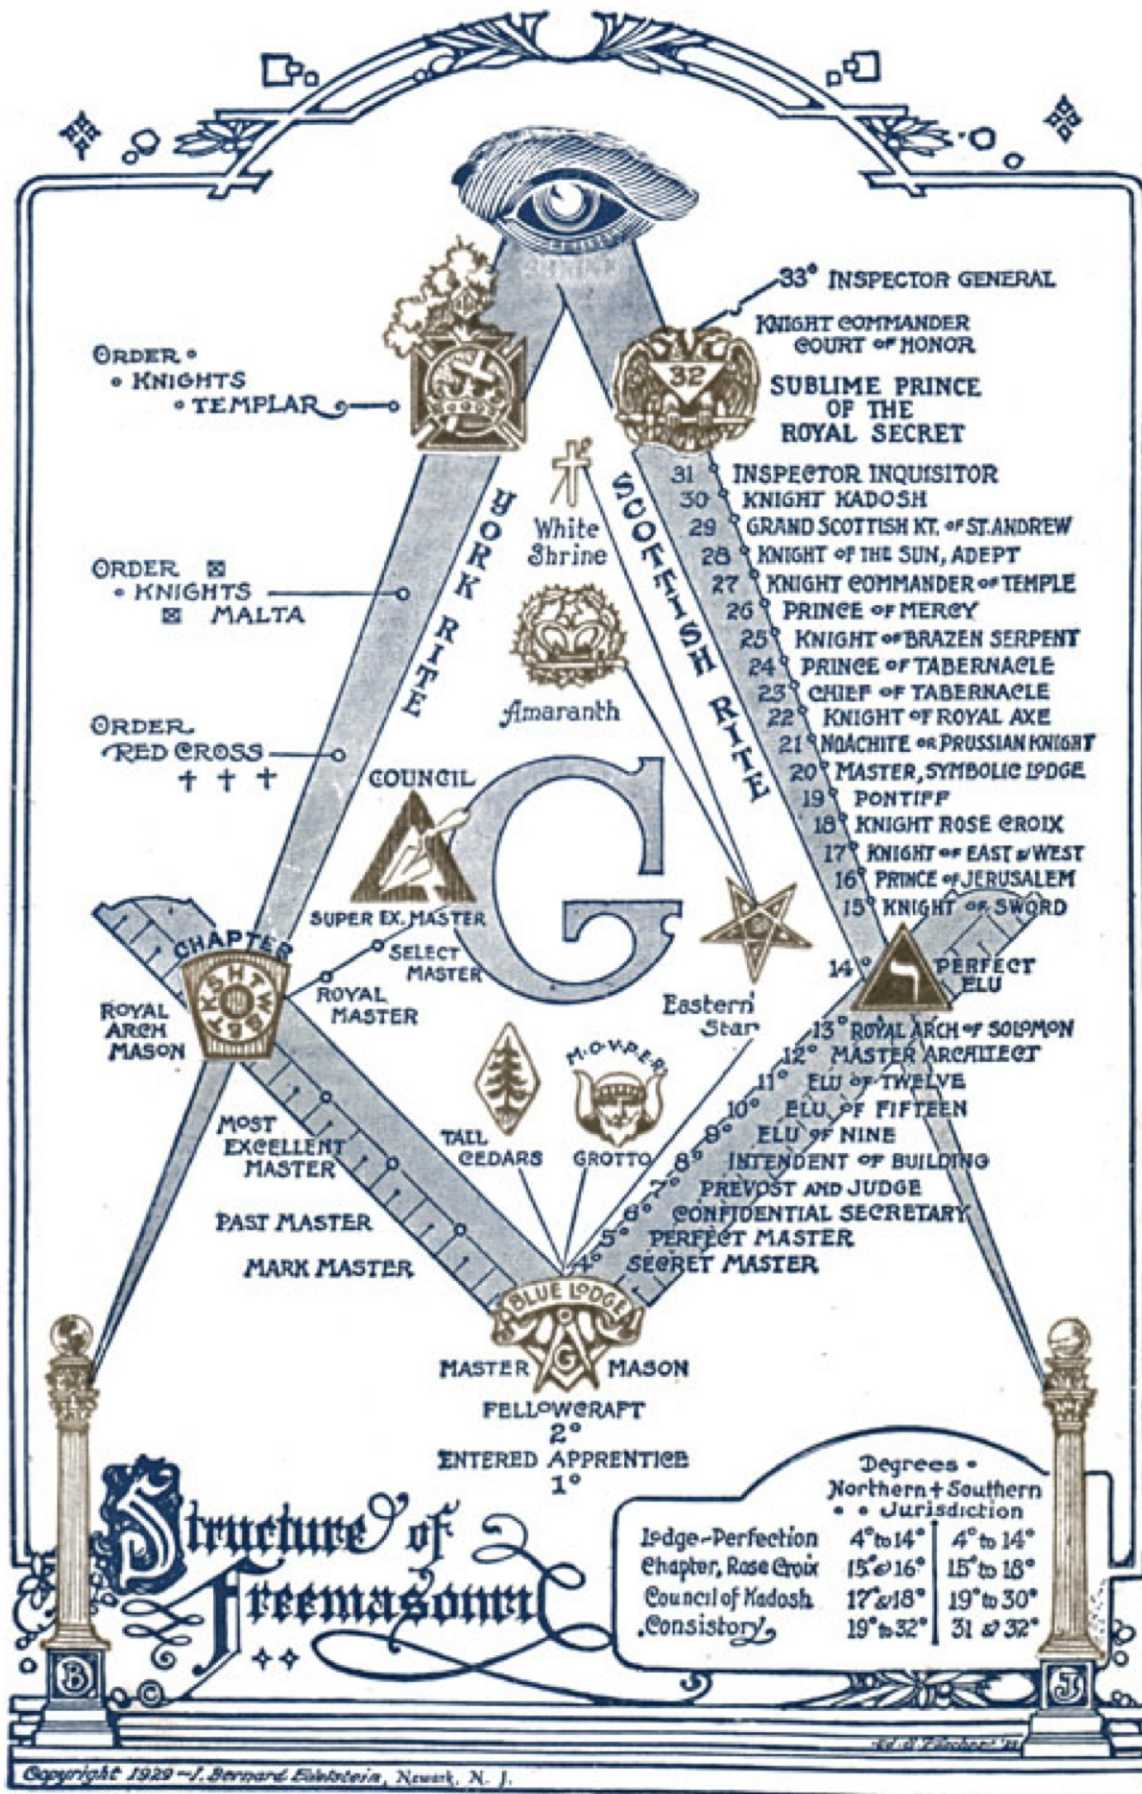 SHRINE
33° INSPECTOR GENERAL
KNIGHT COMMANDER
COURT OF HONOR
32
SUBLIME PRINCE
OF THE
ROYAL SECRET
ORDER
KNIGHTS
TEMPLAR
31 INSPECTOR INQUISITOR
30 KNIGHT KADOSH
29 GRAND SCOTTISH KT. OF ST. ANDREW
28 KNIGHT OF THE SUN, ADEPT
27 KNIGHT COMMANDER OF TEMPLE
26 PRINCE OF MERCY
25 KNIGHT OF BRAZEN SERPENT
24 PRINCE OF TABERNACLE
23 CHIEF OF TABERNACLE
22 KNIGHT OF ROYAL AXE
21 NOACHITE OR PRUSSIAN KNIGHT
20° MASTER, SYMBOLIC LODGE
19° PONTIFF
18° KNIGHT ROSE CROIX
17° KNIGHT OF EAST & WEST
16° PRINCE OF JERUSALEM
15° KNIGHT OF SWORD
YORK RITE
SCOTTISH RITE
White
Shrine
Amaranth
ORDER
KNIGHTS
MALTA
ORDER
RED CROSS
COUNCIL
SUPER EX. MASTER
SELECT
MASTER
ROYAL
MASTER
G
CHAPTER
HTWSSTKS
ROYAL
ARCH
MASON
Eastern
Star
14° PERFECT
ELU
13° ROYAL ARCH OF SOLOMON
12° MASTER ARCHITECT
11° ELU OF TWELVE
10° ELU OF FIFTEEN
9° ELU OF NINE
8° INTENDENT OF BUILDING
7° PREVOST AND JUDGE
6° CONFIDENTIAL SECRETARY
5° PERFECT MASTER
4° SECRET MASTER
M.O.V.P.E.R.
TALL
CEDARS
GROTTO
MOST
EXCELLENT
MASTER
PAST MASTER
MARK MASTER
BLUE LODGE
G
MASTER MASON
FELLOWCRAFT
2°
ENTERED APPRENTICE
1°
Structure of
Freemasonry
Degrees
Northern + Southern
Jurisdiction
Lodge-Perfection 4° to 14° 4° to 14°
Chapter, Rose Croix 15° & 16° 15° to 18°
Council of Kadosh 17° & 18° 19° to 30°
Consistory 19° to 32° 31 & 32°
B
J
©
Copyright 1929 - J. Bernard Edelstein, Newark, N. J.